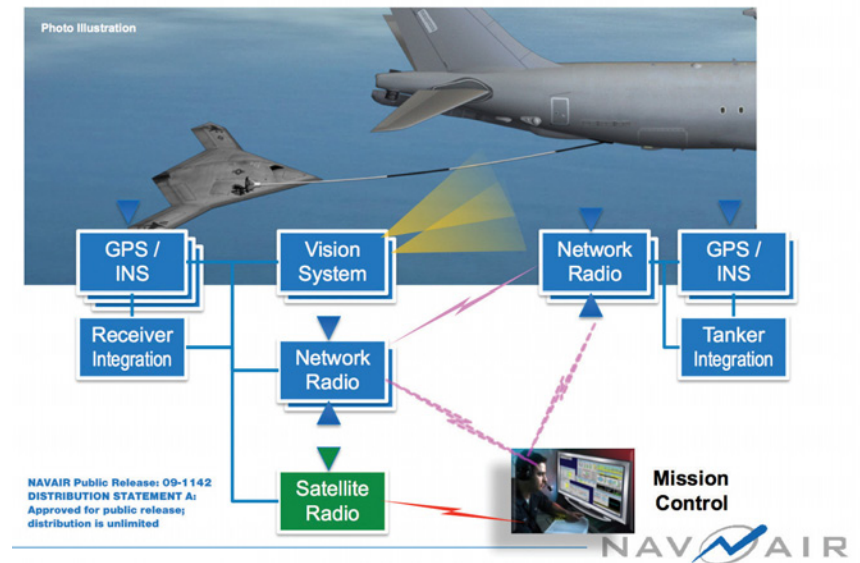 Photo Illustration
GPS /
INS
Vision
System
Network
Radio
GPS /
INS
Receiver
Integration
Network
Radio
Tanker
Integration
Satellite
Radio
Mission
Control
NAVAIR Public Release: 09-1142
DISTRIBUTION STATEMENT A:
Approved for public release;
distribution is unlimited
NAVAIR